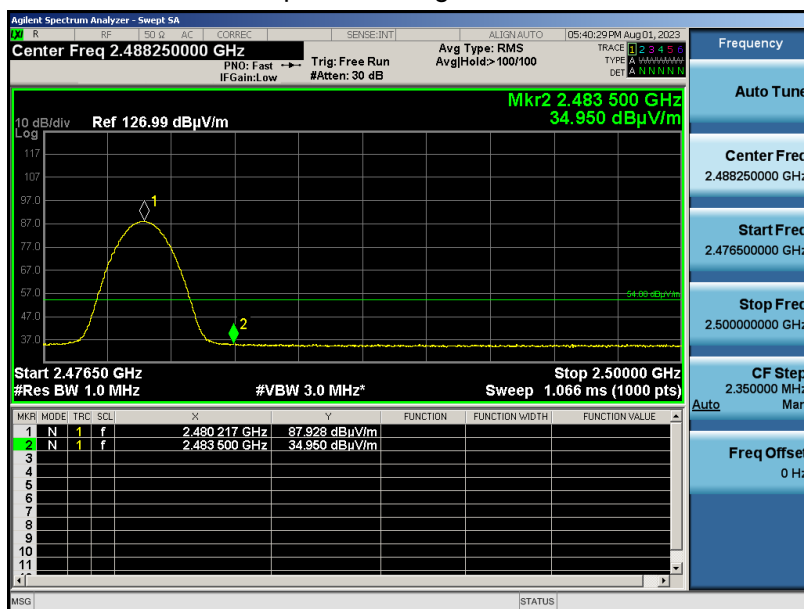 Agilent Spectrum Analyzer - Swept SA
LXI R RF 50 Ω AC CORREC SENSE:INT ALIGN AUTO 05:40:29 PM Aug 01, 2023
Center Freq 2.488250000 GHz
PNO: Fast
IFGain:Low
Trig: Free Run
#Atten: 30 dB
Avg Type: RMS
Avg|Hold:>100/100
TRACE 1 2 3 4 5 6
TYPE A WWWWW
DET A N N N N N
Mkr2 2.483 500 GHz
34.950 dBµV/m
10 dB/div Ref 126.99 dBµV/m
Log
117
107
97.0
87.0
77.0
67.0
57.0
47.0
37.0
1
2
54.00 dBµV/m
Start 2.47650 GHz Stop 2.50000 GHz
#Res BW 1.0 MHz #VBW 3.0 MHz* Sweep 1.066 ms (1000 pts)
MKR MODE TRC SCL X Y FUNCTION FUNCTION WIDTH FUNCTION VALUE
1 N 1 f 2.480 217 GHz 87.928 dBµV/m
2 N 1 f 2.483 500 GHz 34.950 dBµV/m
3
4
5
6
7
8
9
10
11
MSG STATUS
Frequency
Auto Tune
Center Freq
2.488250000 GHz
Start Freq
2.476500000 GHz
Stop Freq
2.500000000 GHz
CF Step
2.350000 MHz
Auto Man
Freq Offset
0 Hz